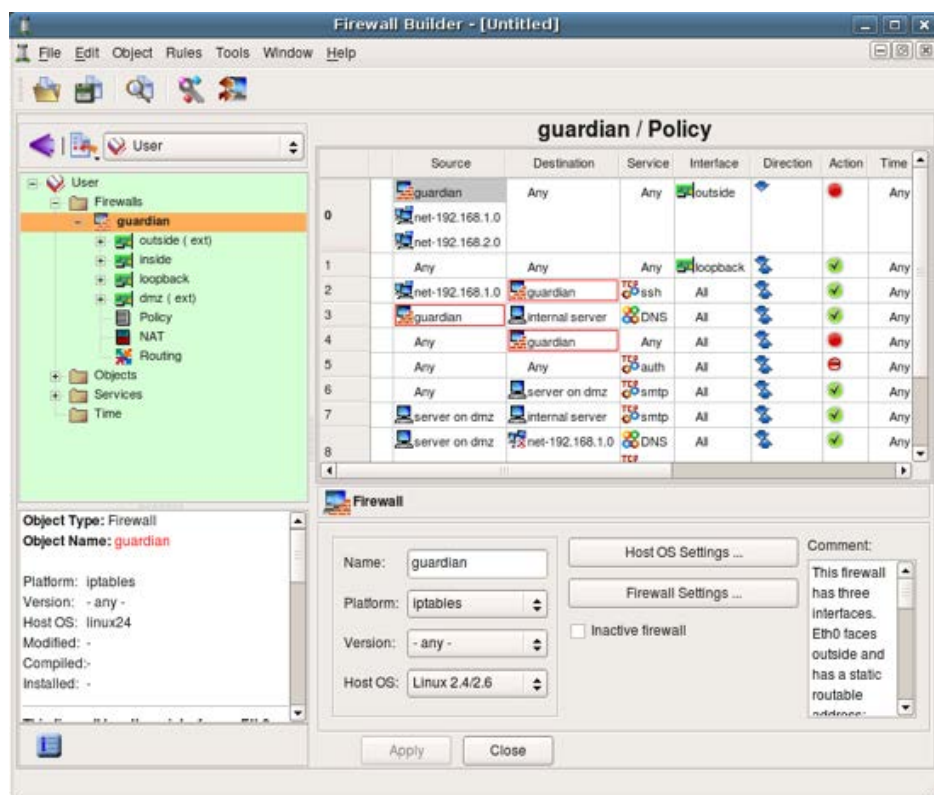 Firewall Builder - [Untitled]
File Edit Object Rules Tools Window Help
User
guardian / Policy
User
Firewalls
guardian
outside ( ext)
inside
loopback
dmz ( ext)
Policy
NAT
Routing
Objects
Services
Time
Source Destination Service Interface Direction Action Time
0 guardian Any Any outside Any
net-192.168.1.0
net-192.168.2.0
1 Any Any Any loopback Any
2 net-192.168.1.0 guardian TCP ssh All Any
3 guardian internal server DNS All Any
4 Any guardian Any All Any
5 Any Any TCP auth All Any
6 Any server on dmz TCP smtp All Any
7 server on dmz internal server TCP smtp All Any
8 server on dmz net-192.168.1.0 DNS All Any
TCP
Object Type: Firewall
Object Name: guardian
Platform: iptables
Version: - any -
Host OS: linux24
Modified: -
Compiled:-
Installed: -
Firewall
Name: guardian
Platform: iptables
Version: - any -
Host OS: Linux 2.4/2.6
Host OS Settings ...
Firewall Settings ...
Inactive firewall
Comment:
This firewall
has three
interfaces.
Eth0 faces
outside and
has a static
routable
address;
Apply Close